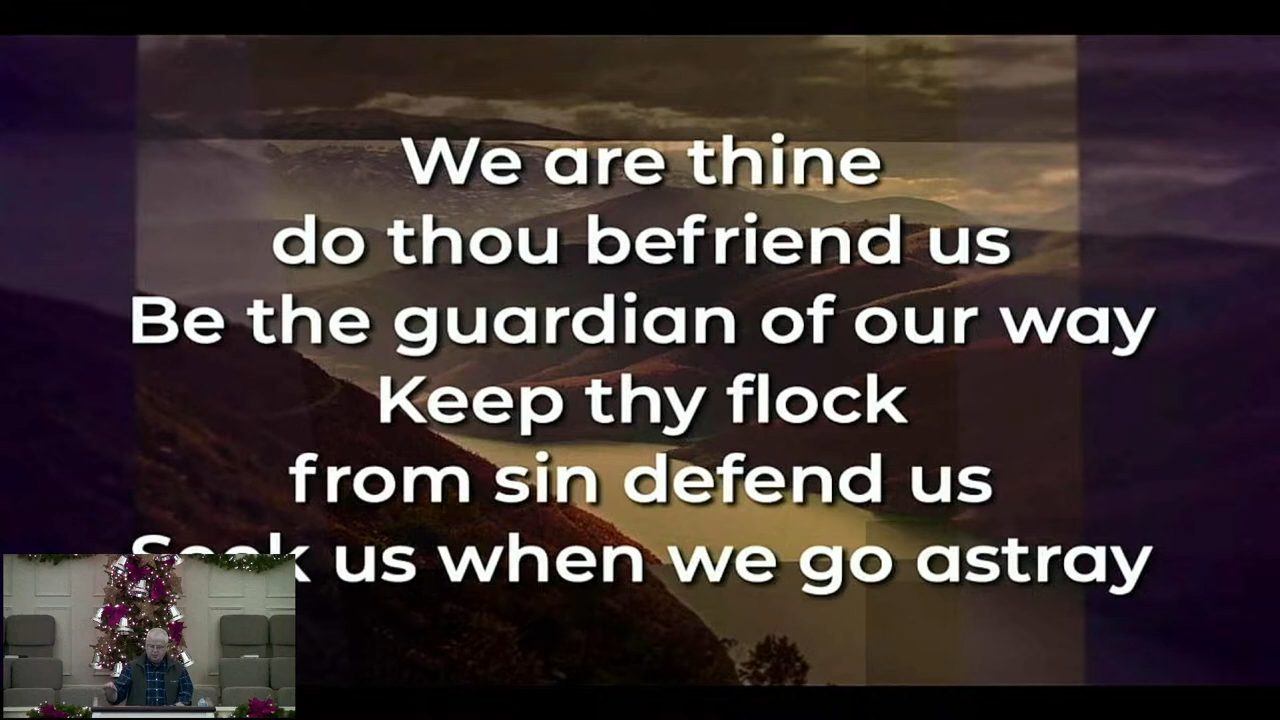 We are thine
do thou befriend us
Be the guardian of our way
Keep thy flock
from sin defend us
Seek us when we go astray